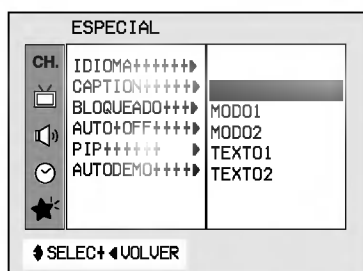 ESPECIAL
CH.
IDIOMA++++++▶
CAPTION+++++▶
BLOQUEADO+++▶
AUTO+OFF++++▶
PIP++++++ ▶
AUTODEMO++++▶
MODO1
MODO2
TEXTO1
TEXTO2
SELEC+◀VOLVER